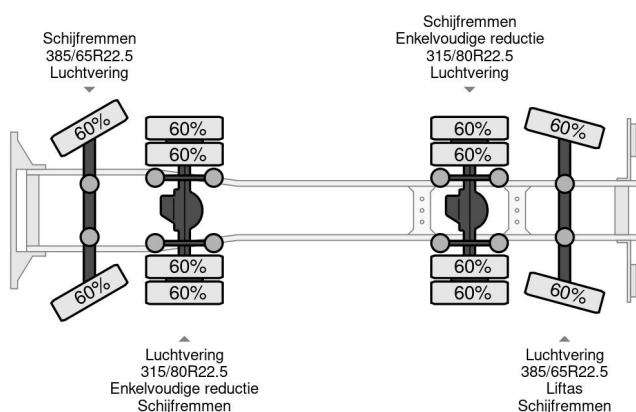 Schijfremmen
385/65R22.5
Luchtvering
Schijfremmen
Enkelvoudige reductie
315/80R22.5
Luchtvering
60%
60%
60%
60%
60%
60%
60%
60%
60%
60%
60%
60%
Luchtvering
315/80R22.5
Enkelvoudige reductie
Schijfremmen
Luchtvering
385/65R22.5
Liftas
Schijfremmen